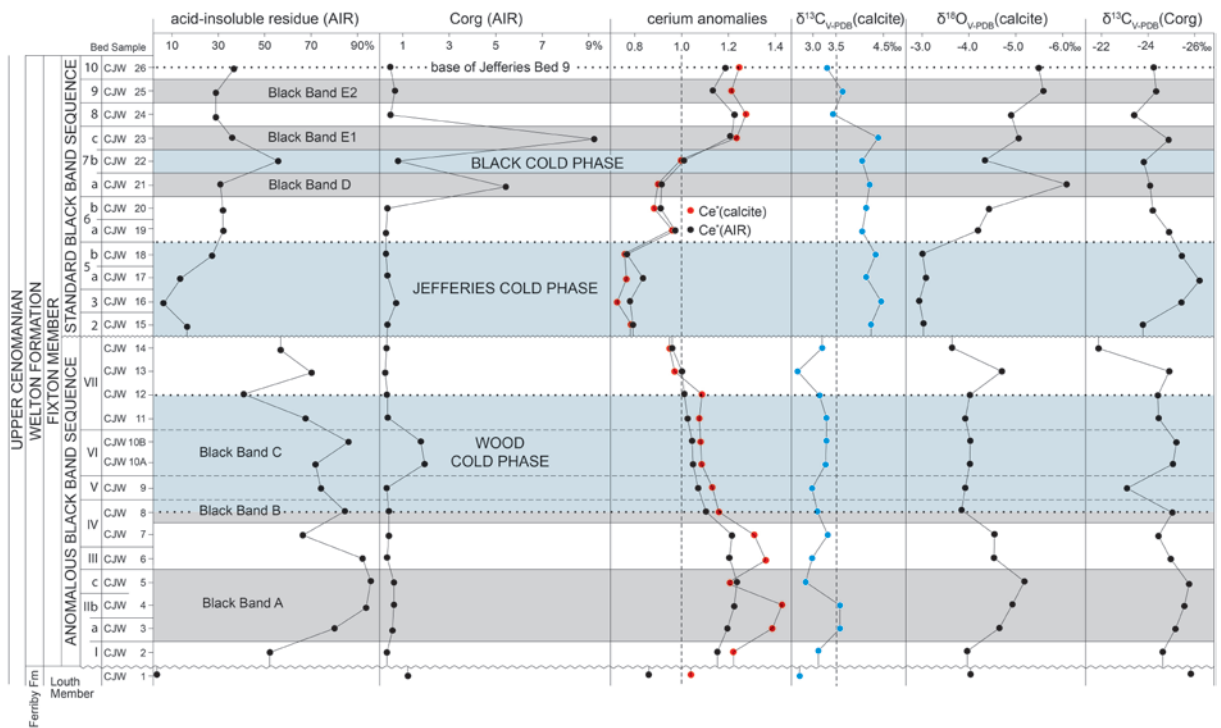 acid-insoluble residue (AIR) Corg (AIR) cerium anomalies δ¹³C V-PDB (calcite) δ¹⁸O V-PDB (calcite) δ¹³C V-PDB (Corg)
Bed Sample 10 30 50 70 90% 1 3 5 7 9% 0.8 1.0 1.2 1.4 3.0 3.5 4.5‰ -3.0 -4.0 -5.0 -6.0‰ -22 -24 -26‰
UPPER CENOMANIAN
WELTON FORMATION
FIXTON MEMBER
STANDARD BLACK BAND SEQUENCE
ANOMALOUS BLACK BAND SEQUENCE
10 CJW 26 base of Jefferies Bed 9
9 CJW 25 Black Band E2
8 CJW 24
c CJW 23 Black Band E1
7b CJW 22 BLACK COLD PHASE
a CJW 21 Black Band D
b CJW 20 Ce*(calcite)
6
a CJW 19 Ce*(AIR)
b CJW 18
5
a CJW 17 JEFFERIES COLD PHASE
3 CJW 16
2 CJW 15
CJW 14
VII CJW 13
CJW 12
CJW 11
CJW 10B WOOD
VI Black Band C
CJW 10A COLD PHASE
V CJW 9
CJW 8 Black Band B
IV
CJW 7
III CJW 6
c CJW 5
IIb CJW 4 Black Band A
a CJW 3
I CJW 2
CJW 1
Louth
Member
Ferriby Fm